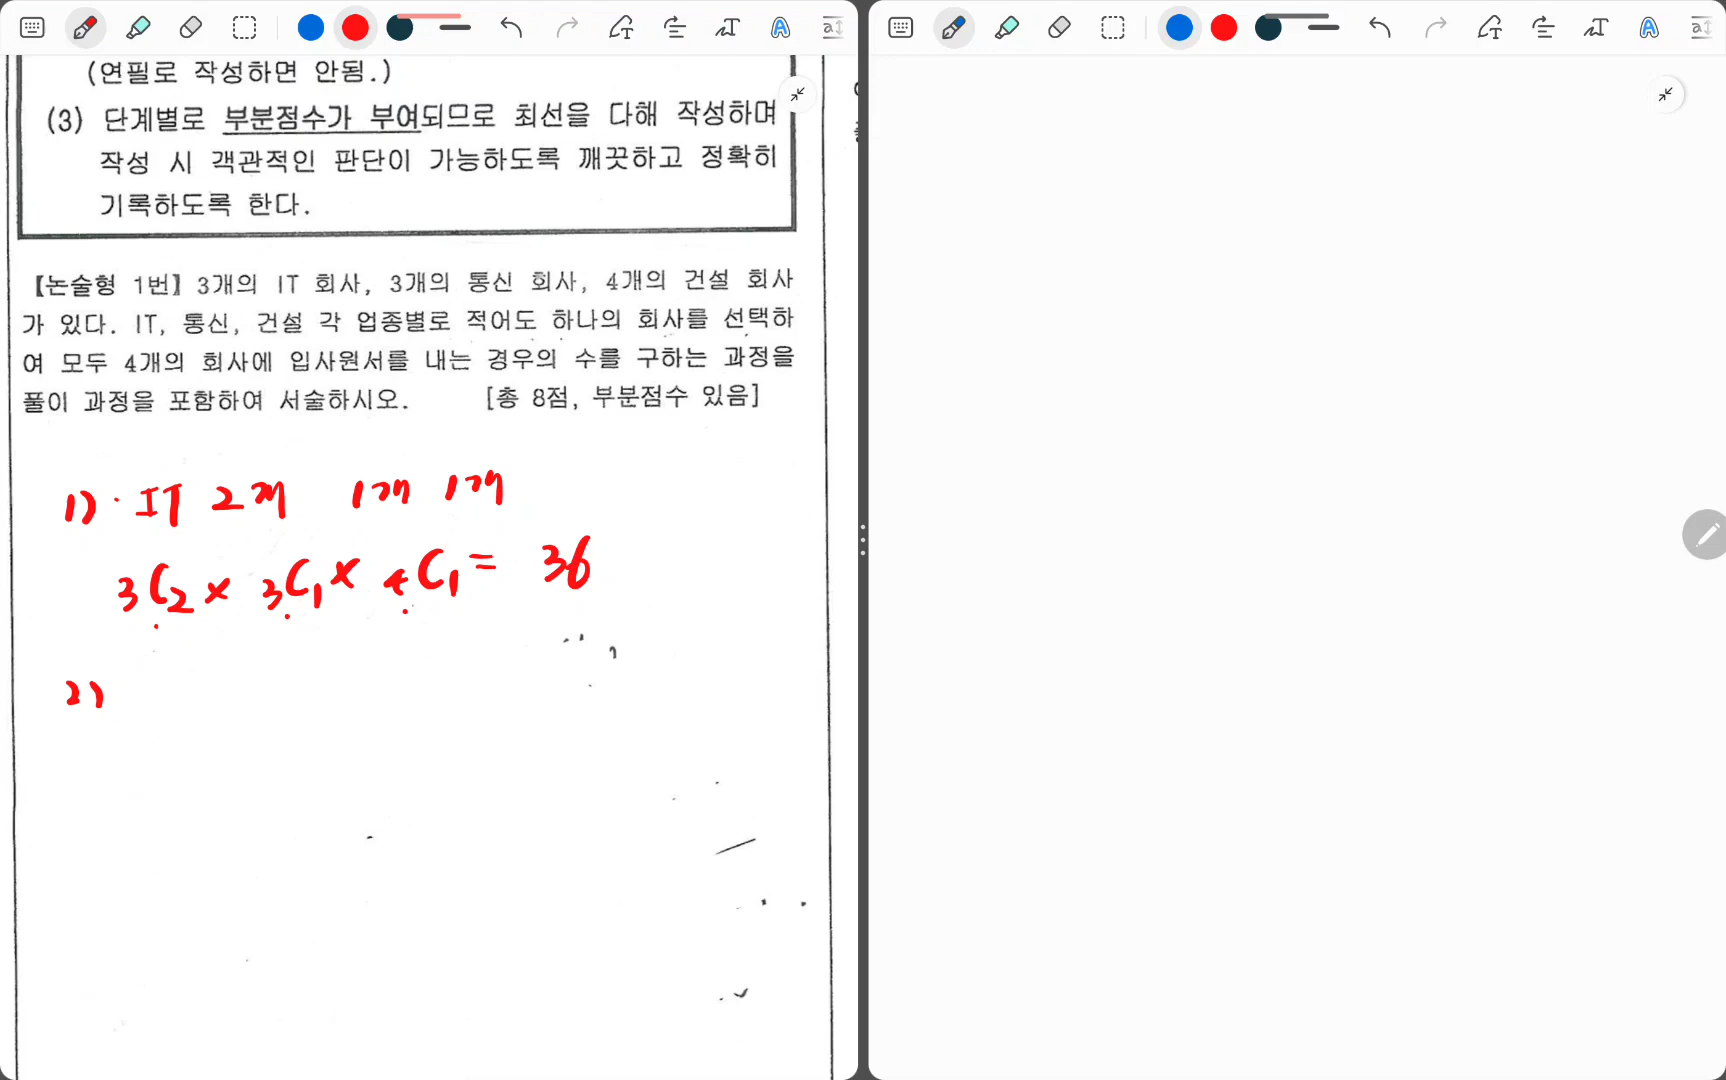 (연필로 작성하면 안됨.)
(3) 단계별로 부분점수가 부여되므로 최선을 다해 작성하며
작성 시 객관적인 판단이 가능하도록 깨끗하고 정확히
기록하도록 한다.
【논술형 1번】 3개의 IT 회사, 3개의 통신 회사, 4개의 건설 회사
가 있다. IT, 통신, 건설 각 업종별로 적어도 하나의 회사를 선택하
여 모두 4개의 회사에 입사원서를 내는 경우의 수를 구하는 과정을
풀이 과정을 포함하여 서술하시오. [총 8점, 부분점수 있음]
1) · IT 2개 1개 1개
3C2 × 3C1 × 4C1 = 36
2)